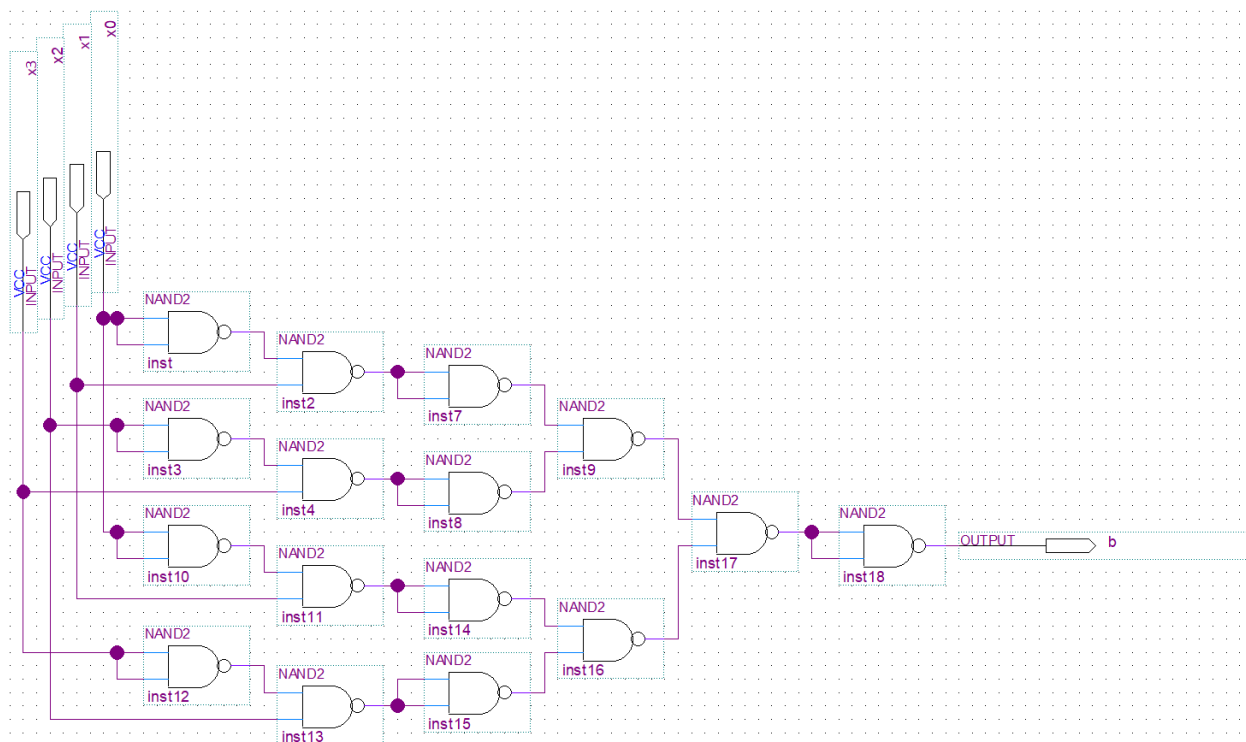 x3
x2
x1
x0
VCC
INPUT
VCC
INPUT
VCC
INPUT
VCC
INPUT
NAND2
inst
NAND2
inst2
NAND2
inst7
NAND2
inst3
NAND2
inst4
NAND2
inst8
NAND2
inst9
NAND2
inst10
NAND2
inst11
NAND2
inst14
NAND2
inst12
NAND2
inst13
NAND2
inst15
NAND2
inst16
NAND2
inst17
NAND2
inst18
OUTPUT
b